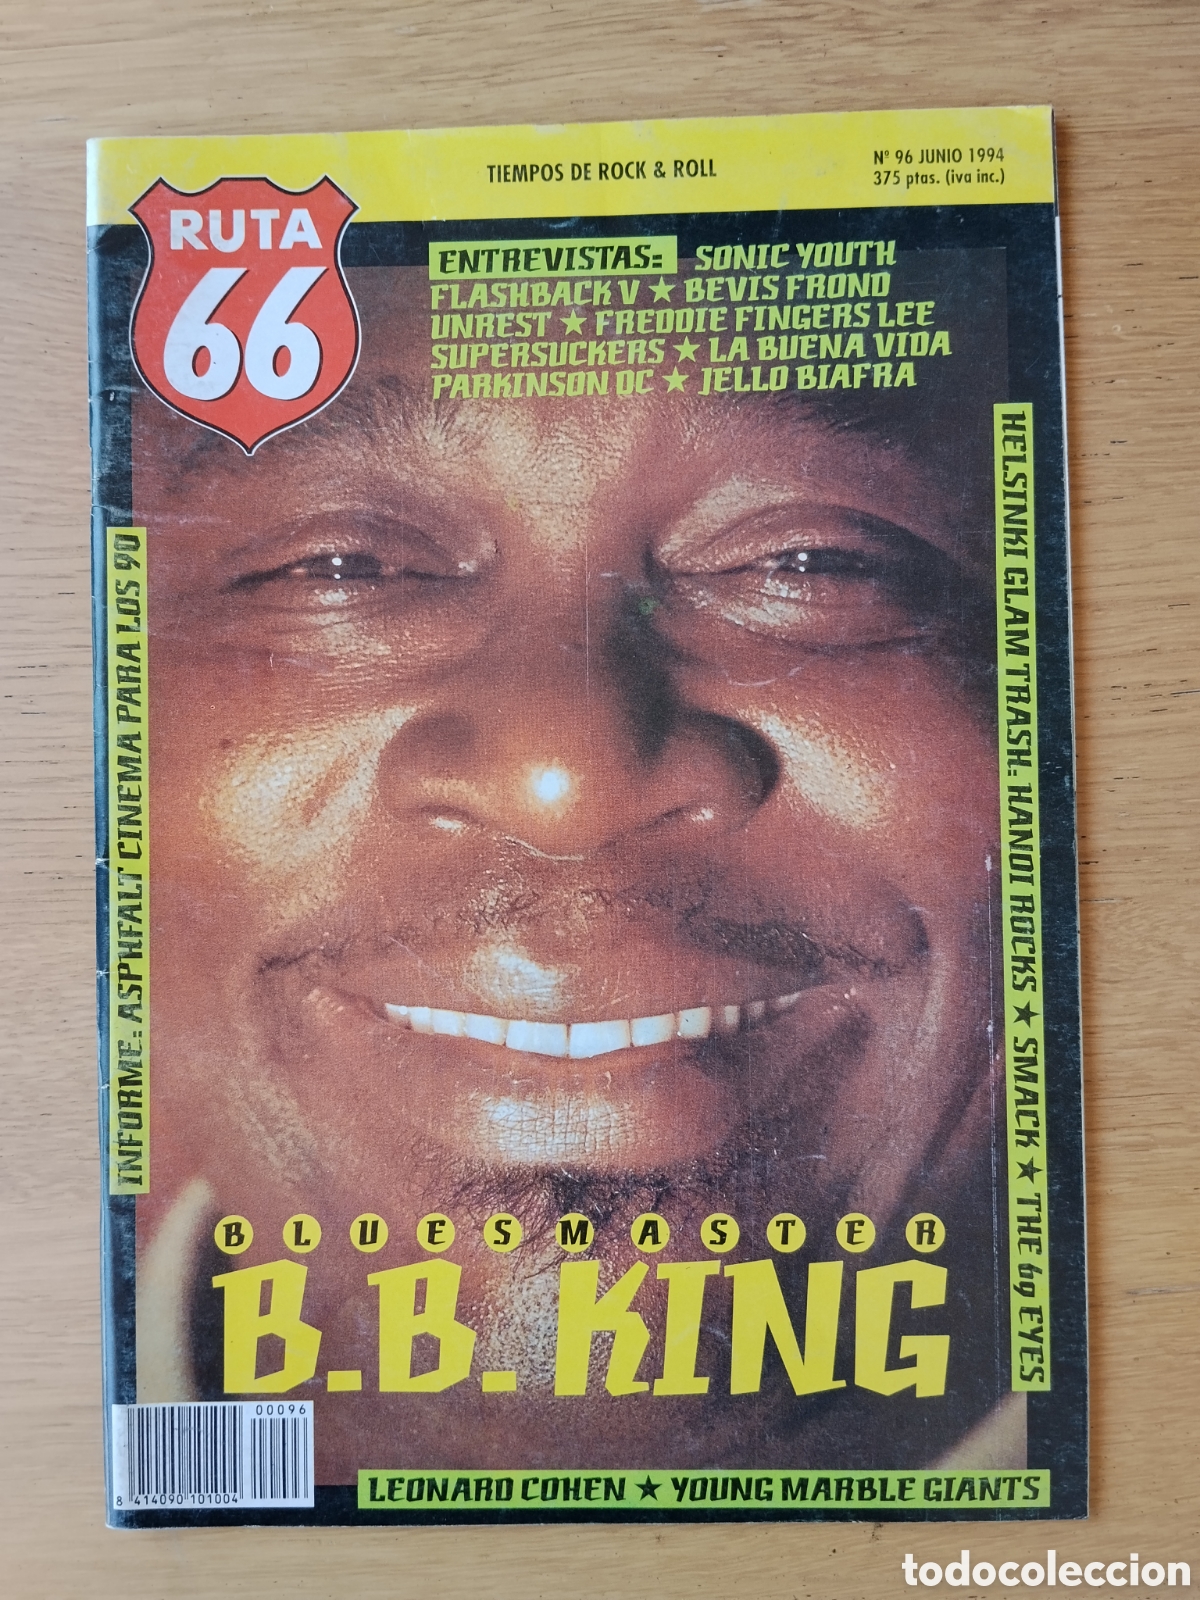 TIEMPOS DE ROCK & ROLL
Nº 96 JUNIO 1994
375 ptas. (iva inc.)
RUTA
66
ENTREVISTAS: SONIC YOUTH
FLASHBACK V ★ BEVIS FROND
UNREST ★ FREDDIE FINGERS LEE
SUPERSUCKERS ★ LA BUENA VIDA
PARKINSON DC ★ JELLO BIAFRA
HELSINKI GLAM TRASH: HANOI ROCKS ★ SMACK ★ THE 69 EYES
INFORME: ASPHFALT CINEMA PARA LOS 90
BLUESMASTER
B.B. KING
00096
8 414090 101004
LEONARD COHEN ★ YOUNG MARBLE GIANTS
todocoleccion